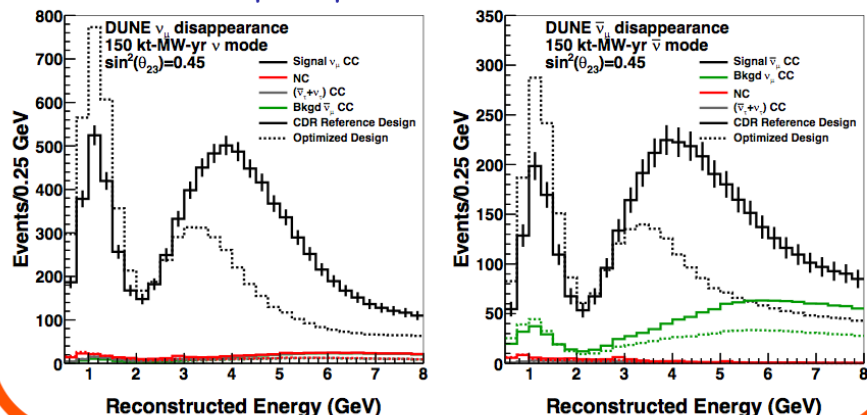 DUNE νμ disappearance
150 kt-MW-yr ν mode
sin²(θ₂₃)=0.45
Signal νμ CC
NC
(ν̄τ+ντ) CC
Bkgd ν̄μ CC
CDR Reference Design
Optimized Design
Events/0.25 GeV
800
700
600
500
400
300
200
100
0
1 2 3 4 5 6 7 8
Reconstructed Energy (GeV)
DUNE ν̄μ disappearance
150 kt-MW-yr ν̄ mode
sin²(θ₂₃)=0.45
Signal ν̄μ CC
Bkgd νμ CC
NC
(ν̄τ+ντ) CC
CDR Reference Design
Optimized Design
Events/0.25 GeV
350
300
250
200
150
100
50
0
1 2 3 4 5 6 7 8
Reconstructed Energy (GeV)